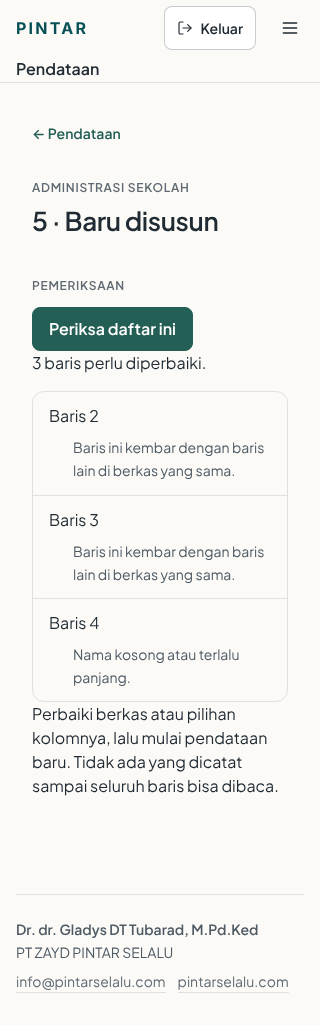 PINTAR
Keluar
Pendataan
← Pendataan
ADMINISTRASI SEKOLAH
5 · Baru disusun
PEMERIKSAAN
Periksa daftar ini
3 baris perlu diperbaiki.
Baris 2
Baris ini kembar dengan baris
lain di berkas yang sama.
Baris 3
Baris ini kembar dengan baris
lain di berkas yang sama.
Baris 4
Nama kosong atau terlalu
panjang.
Perbaiki berkas atau pilihan
kolomnya, lalu mulai pendataan
baru. Tidak ada yang dicatat
sampai seluruh baris bisa dibaca.
Dr. dr. Gladys DT Tubarad, M.Pd.Ked
PT ZAYD PINTAR SELALU
info@pintarselalu.com pintarselalu.com